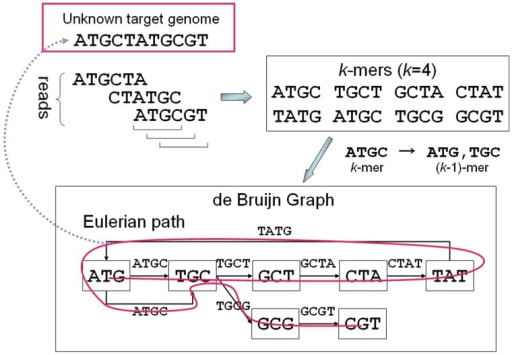 Unknown target genome
ATGCTATGCGT
reads
ATGCTA
CTATGC
ATGCGT
k-mers (k=4)
ATGC TGCT GCTA CTAT
TATG ATGC TGCG GCGT
ATGC → ATG,TGC
k-mer (k-1)-mer
de Bruijn Graph
Eulerian path
TATG
ATGC TGCT GCTA CTAT
ATG TGC GCT CTA TAT
ATGC TGCG GCGT
GCG CGT